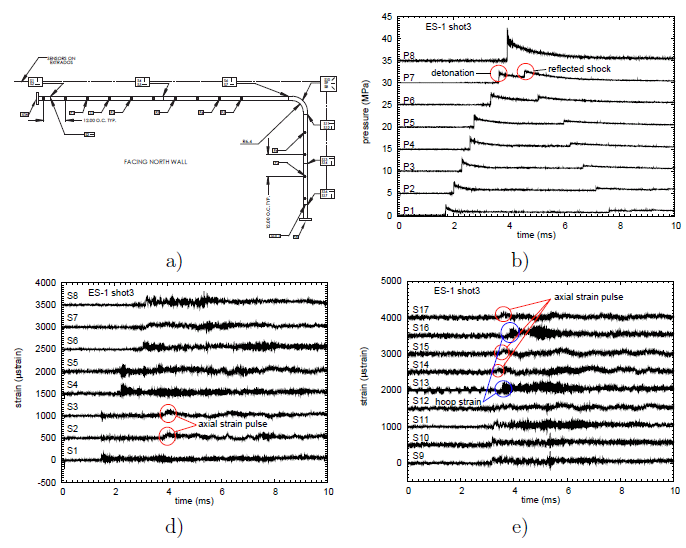 SENSORS ON
EXTRADOS
12.00 O.C. TYP.
FACING NORTH WALL
a)
ES-1 shot3
45
40
35
30
25
20
15
10
5
0
P8
P7
P6
P5
P4
P3
P2
P1
detonation
reflected shock
pressure (MPa)
0 2 4 6 8 10
time (ms)
b)
ES-1 shot3
4000
3500
3000
2500
2000
1500
1000
500
0
-500
S8
S7
S6
S5
S4
S3
S2
S1
axial strain pulse
strain (µstrain)
0 2 4 6 8 10
time (ms)
d)
ES-1 shot3
5000
4000
3000
2000
1000
0
S17
S16
S15
S14
S13
S12
S11
S10
S9
axial strain pulse
hoop strain
strain (µstrain)
0 2 4 6 8 10
time (ms)
e)